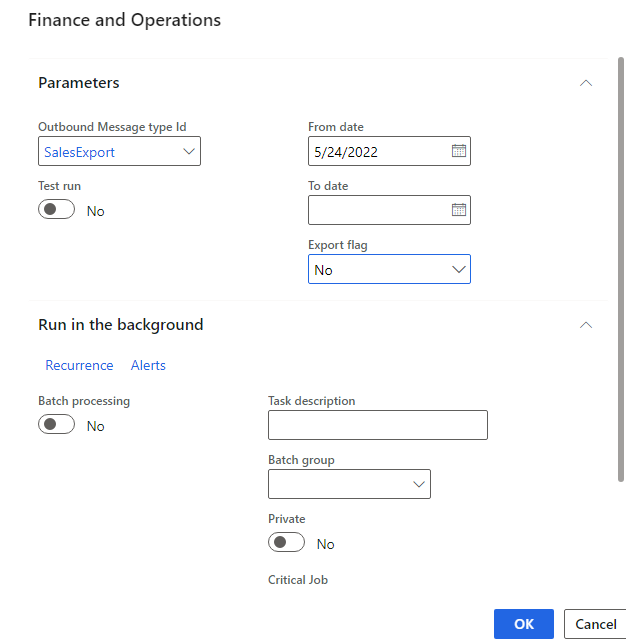 Finance and Operations
Parameters
Outbound Message type Id
SalesExport
Test run
No
From date
5/24/2022
To date
Export flag
No
Run in the background
Recurrence Alerts
Batch processing
No
Task description
Batch group
Private
No
Critical Job
OK Cancel